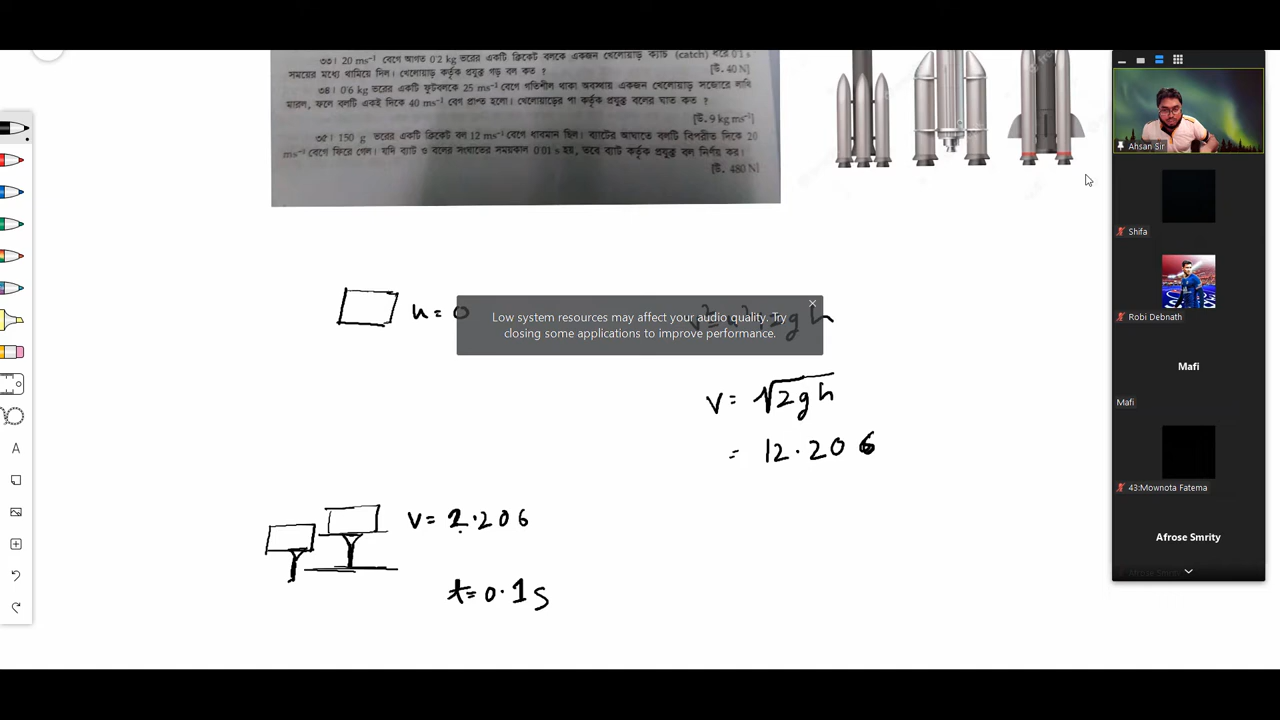 ৩৩। 20 ms⁻¹ বেগে আগত 0'2 kg ভরের একটি ক্রিকেট বলকে একজন খেলোয়াড় ক্যাচ (catch) ধরে 0'1 s
সময়ের মধ্যে থামিয়ে দিল। খেলোয়াড় কর্তৃক প্রযুক্ত গড় বল কত ?
[উ. 40 N]
৩৪। 0'6 kg ভরের একটি ফুটবলকে 25 ms⁻¹ বেগে গতিশীল থাকা অবস্থায় একজন খেলোয়াড় সজোরে লাথি
মারল, ফলে বলটি একই দিকে 40 ms⁻¹ বেগ প্রাপ্ত হলো। খেলোয়াড়ের পা কর্তৃক প্রযুক্ত বলের ঘাত কত ?
[উ. 9 kg ms⁻¹]
৩৫। 150 g ভরের একটি ক্রিকেট বল 12 ms⁻¹ বেগে ধাবমান ছিল। ব্যাটের আঘাতে বলটি বিপরীত দিকে 20
ms⁻¹ বেগে ফিরে গেল। যদি ব্যাট ও বলের সংঘাতের সময়কাল 0'01 s হয়, তবে ব্যাট কর্তৃক প্রযুক্ত বল নির্ণয় কর।
[উ. 480 N]
u = 0
Low system resources may affect your audio quality. Try
closing some applications to improve performance.
v = √2gh
= 12.206
v = 2.206
t = 0.1 s
Ahsan Sir
Shifa
Robi Debnath
Mafi
Mafi
43:Mownota Fatema
Afrose Smrity
Afrose Smrity
A